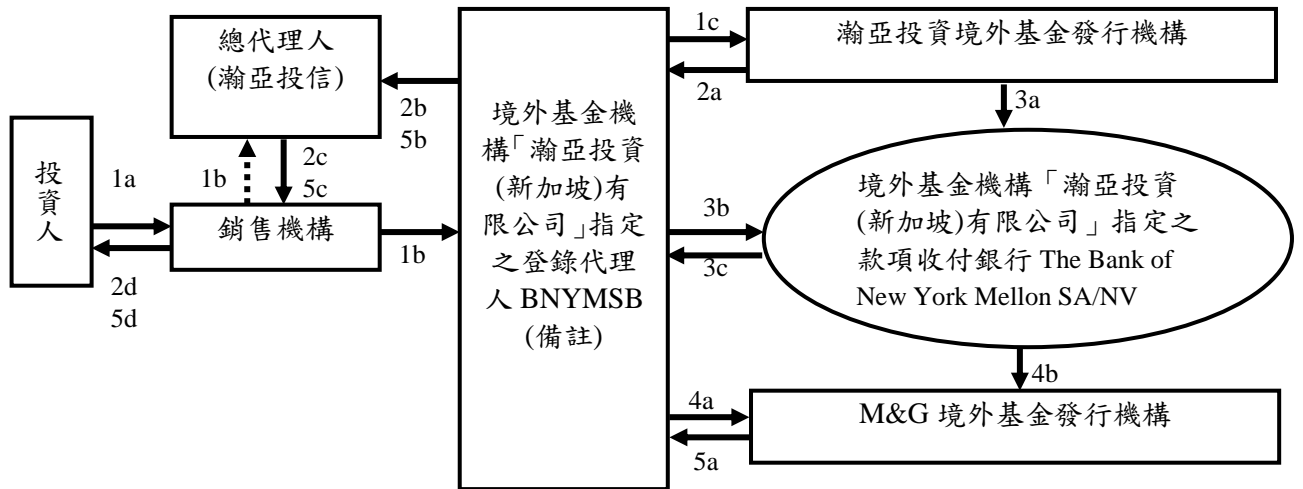 投
資
人
1a
2d
5d
總代理人
(瀚亞投信)
1b
2c
5c
銷售機構
2b
5b
1b
境外基金機
構「瀚亞投資
(新加坡)有
限公司」指定
之登錄代理
人 BNYMSB
(備註)
1c
2a
瀚亞投資境外基金發行機構
3a
3b
3c
境外基金機構「瀚亞投資
(新加坡)有限公司」指定之
款項收付銀行 The Bank of
New York Mellon SA/NV
4b
4a
5a
M&G 境外基金發行機構